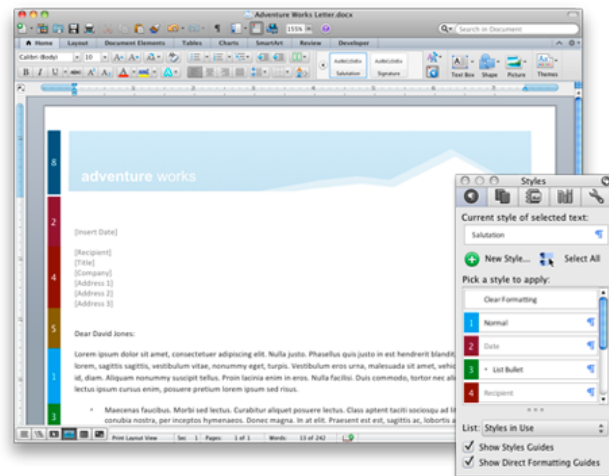 Adventure Works Letter.docx
155%
Search in Document
Home Layout Document Elements Tables Charts SmartArt Review Developer
Calibri (Body) 10
AaBbCcDdEe AaBbCcDdEe
Salutation Signature Text Box Shape Picture Themes
8
adventure works
2
[Insert Date]
[Recipient]
[Title]
4
[Company]
[Address 1]
[Address 2]
[Address 3]
5
Dear David Jones:
1
Lorem ipsum dolor sit amet, consectetuer adipiscing elit. Nulla justo. Phasellus quis justo in est hendrerit blandit
lorem, sagittis sagittis, vestibulum vitae, nonummy eget, turpis. Vestibulum eros urna, malesuada sit amet,
id, diam. Aliquam nonummy suscipit tellus. Proin lacinia enim in eros. Nulla facilisi. Duis commodo, tortor nec
lectus ipsum cursus enim, posuere pretium lorem ipsum sed risus.
3
• Maecenas faucibus. Morbi sed lectus. Curabitur aliquet posuere lectus. Class aptent taciti sociosqu ad
conubia nostra, per inceptos hymenaeos. Donec magna. In at elit. Praesent est est, sagittis ac, lobortis
Print Layout View Sec 1 Pages: 1 of 1 Words: 13 of 242
Styles
Current style of selected text:
Salutation
New Style... Select All
Pick a style to apply:
Clear Formatting
1 Normal
2 Date
3 • List Bullet
4 Recipient
List: Styles in Use
Show Styles Guides
Show Direct Formatting Guides